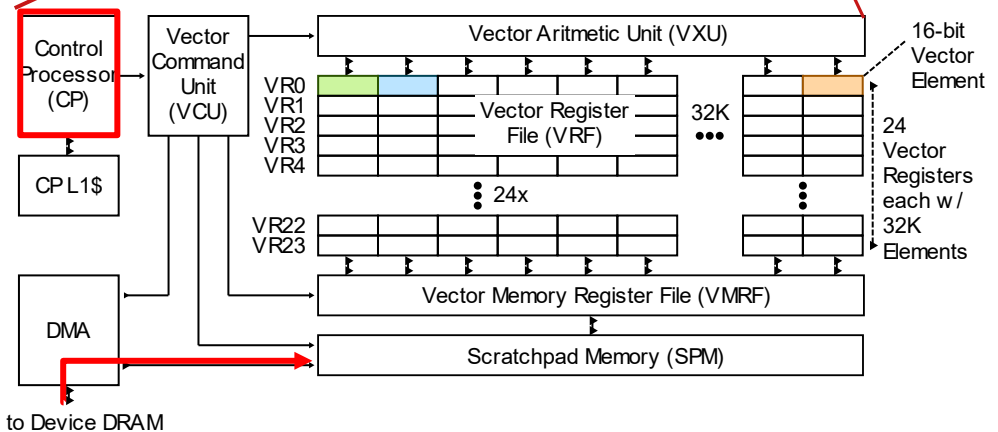 Control
Processor
(CP)
Vector
Command
Unit
(VCU)
Vector Aritmetic Unit (VXU)
16-bit
Vector
Element
VR0
VR1
VR2
VR3
VR4
Vector Register
File (VRF)
32K
24
Vector
Registers
each w/
32K
Elements
CP L1$
24x
VR22
VR23
Vector Memory Register File (VMRF)
DMA
Scratchpad Memory (SPM)
to Device DRAM